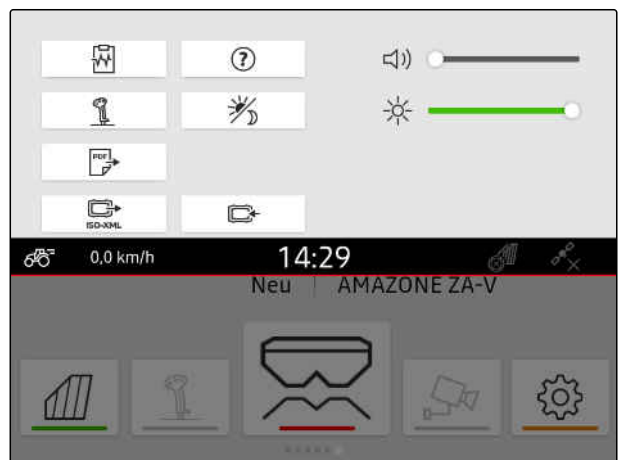 ?
PDF
ISO-XML
0,0 km/h
14:29
Neu
AMAZONE ZA-V